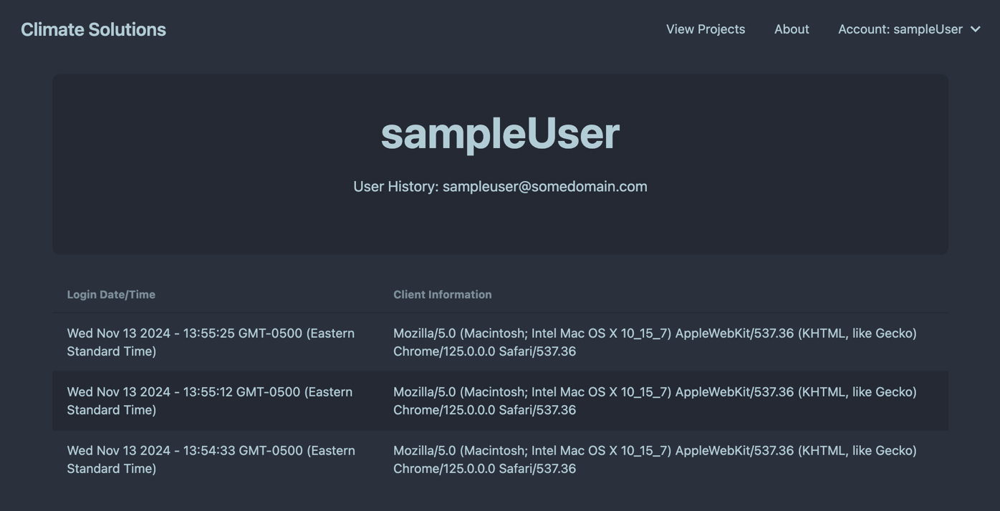 Climate Solutions
View Projects
About
Account: sampleUser
sampleUser
User History: sampleuser@somedomain.com
Login Date/Time
Client Information
Wed Nov 13 2024 - 13:55:25 GMT-0500 (Eastern
Standard Time)
Mozilla/5.0 (Macintosh; Intel Mac OS X 10_15_7) AppleWebKit/537.36 (KHTML, like Gecko)
Chrome/125.0.0.0 Safari/537.36
Wed Nov 13 2024 - 13:55:12 GMT-0500 (Eastern
Standard Time)
Mozilla/5.0 (Macintosh; Intel Mac OS X 10_15_7) AppleWebKit/537.36 (KHTML, like Gecko)
Chrome/125.0.0.0 Safari/537.36
Wed Nov 13 2024 - 13:54:33 GMT-0500 (Eastern
Standard Time)
Mozilla/5.0 (Macintosh; Intel Mac OS X 10_15_7) AppleWebKit/537.36 (KHTML, like Gecko)
Chrome/125.0.0.0 Safari/537.36